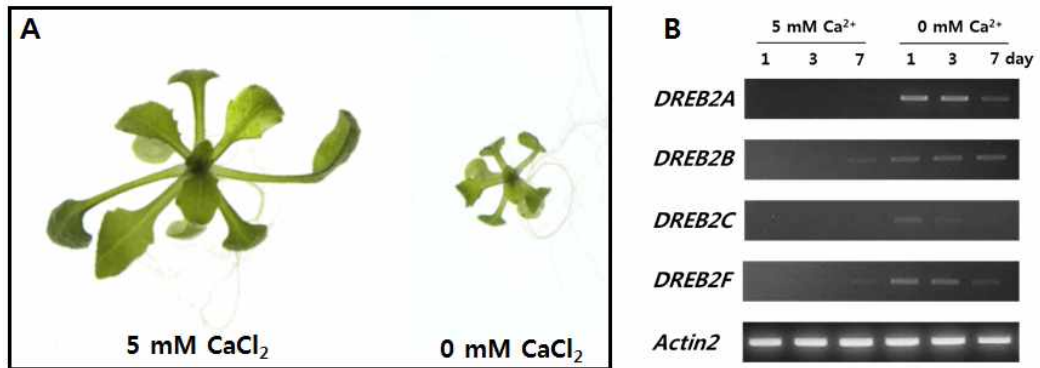 A
5 mM CaCl₂
0 mM CaCl₂
B
5 mM Ca²⁺ 0 mM Ca²⁺
1 3 7 1 3 7 day
DREB2A
DREB2B
DREB2C
DREB2F
Actin2